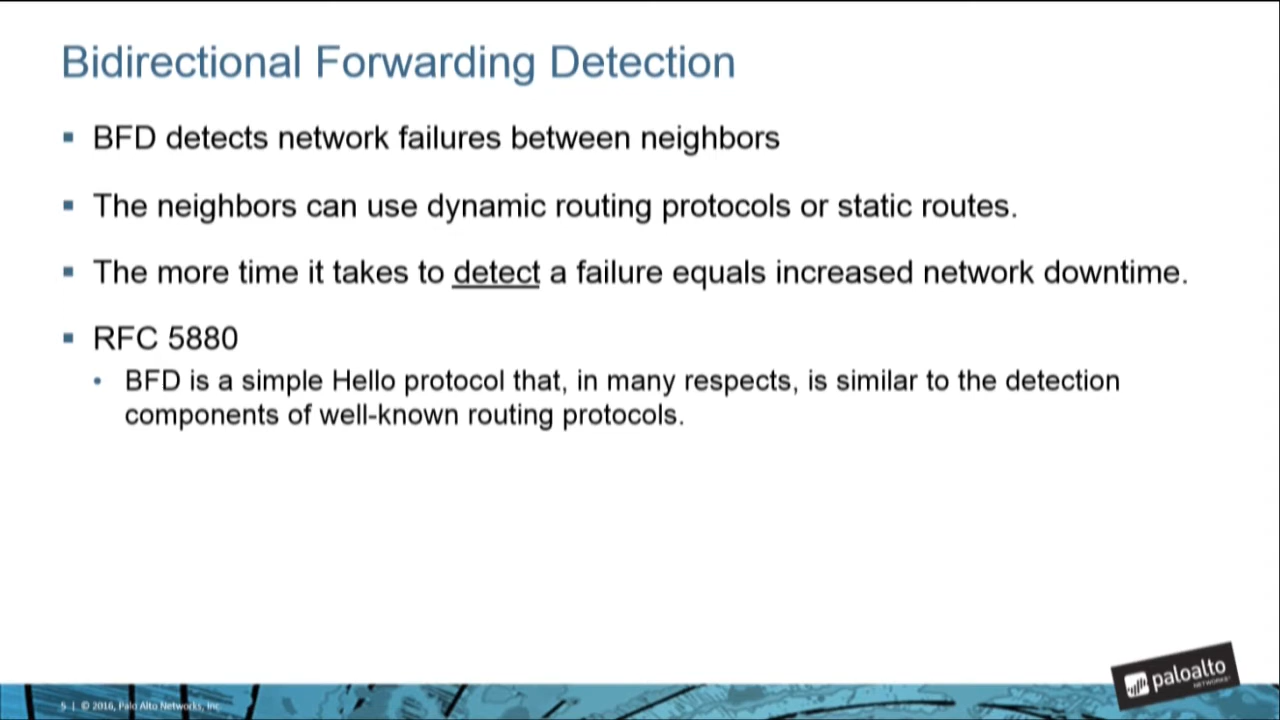 Bidirectional Forwarding Detection
▪ BFD detects network failures between neighbors
▪ The neighbors can use dynamic routing protocols or static routes.
▪ The more time it takes to detect a failure equals increased network downtime.
▪ RFC 5880
• BFD is a simple Hello protocol that, in many respects, is similar to the detection
components of well-known routing protocols.
paloalto
NETWORKS
5 | © 2016, Palo Alto Networks, Inc.